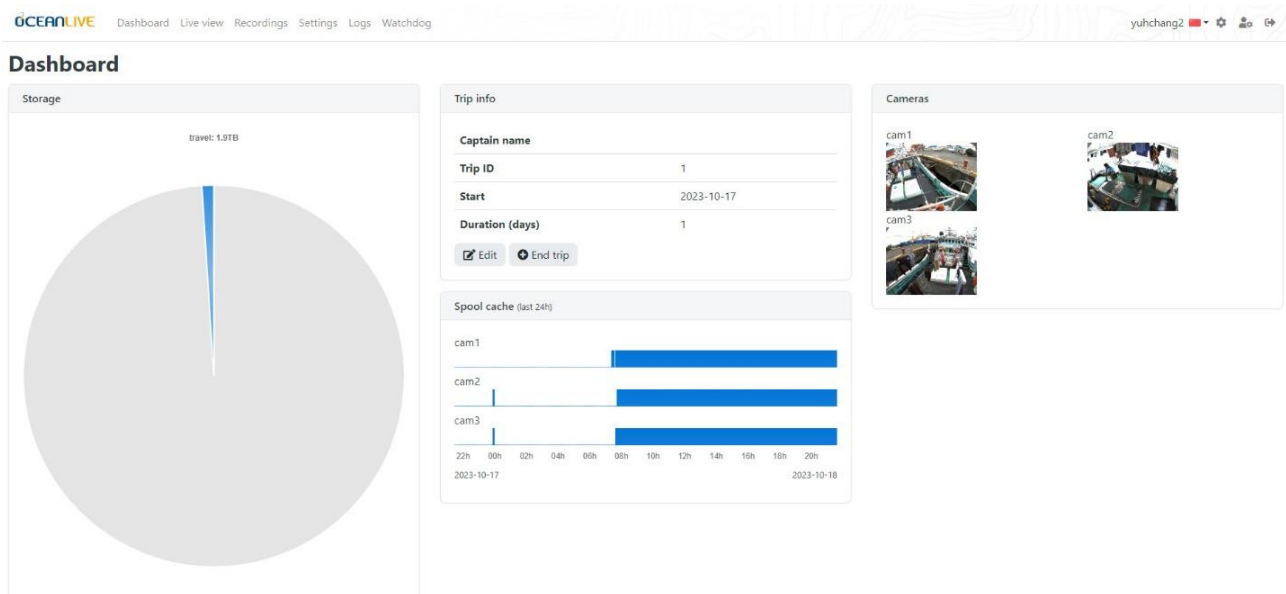 OCEANLIVE
Dashboard Live view Recordings Settings Logs Watchdog
yuhchang2
Dashboard
Storage
travel: 1.9TB
Trip info
Captain name
Trip ID 1
Start 2023-10-17
Duration (days) 1
Edit End trip
Spool cache (last 24h)
cam1
cam2
cam3
22h 00h 02h 04h 06h 08h 10h 12h 14h 16h 18h 20h
2023-10-17 2023-10-18
Cameras
cam1 cam2
cam3